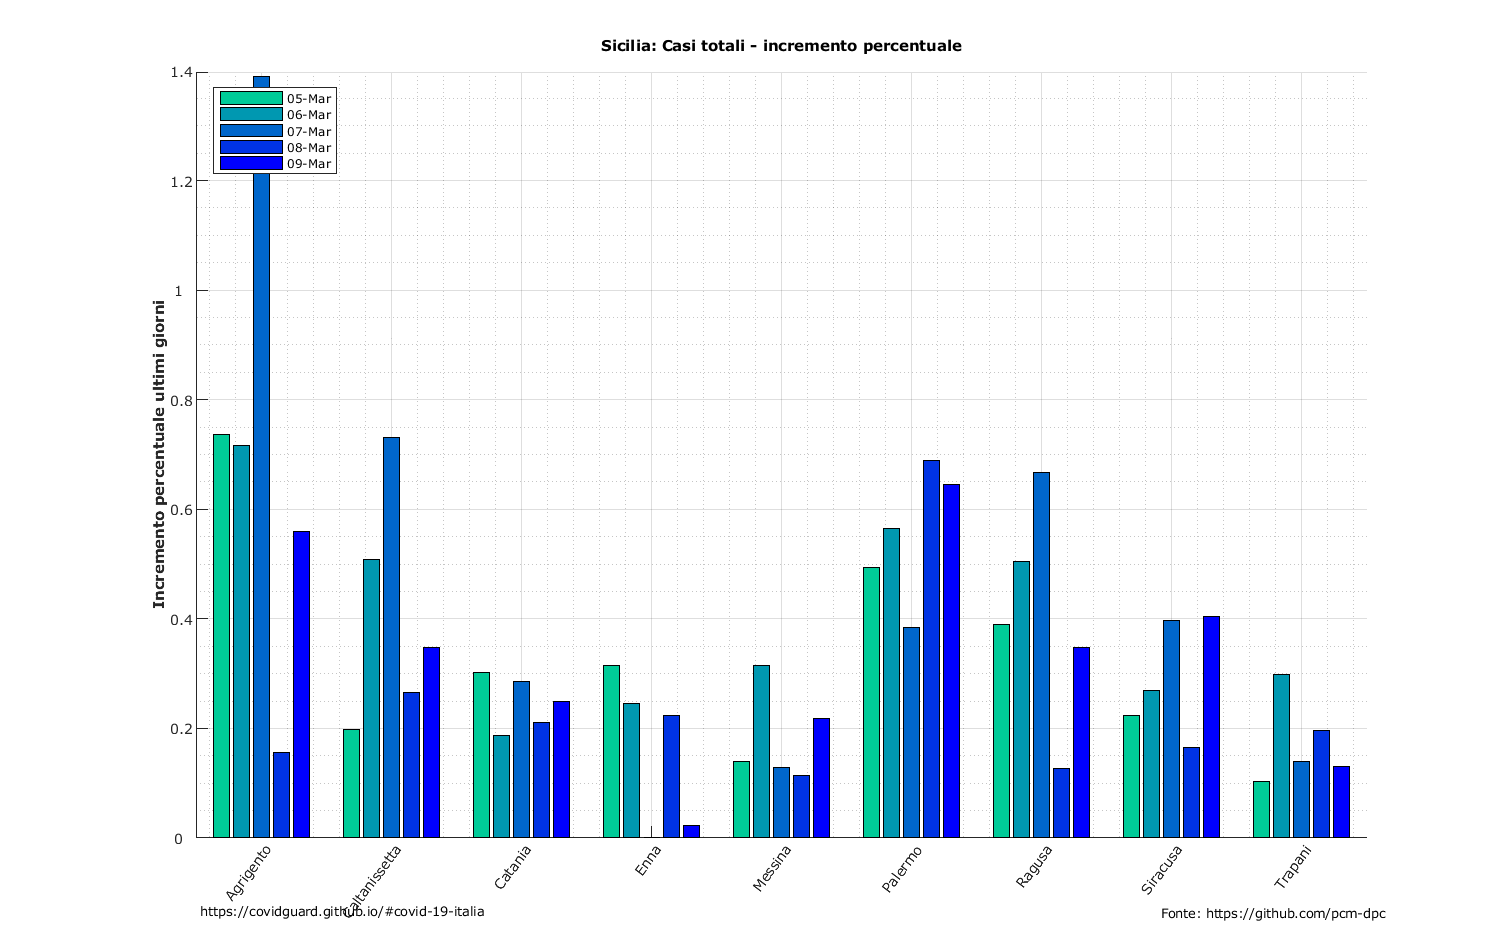 Sicilia: Casi totali - incremento percentuale
1.4
1.2
1
0.8
0.6
0.4
0.2
0
Incremento percentuale ultimi giorni
05-Mar
06-Mar
07-Mar
08-Mar
09-Mar
Agrigento
Caltanissetta
Catania
Enna
Messina
Palermo
Ragusa
Siracusa
Trapani
https://covidguard.github.io/#covid-19-italia
Fonte: https://github.com/pcm-dpc